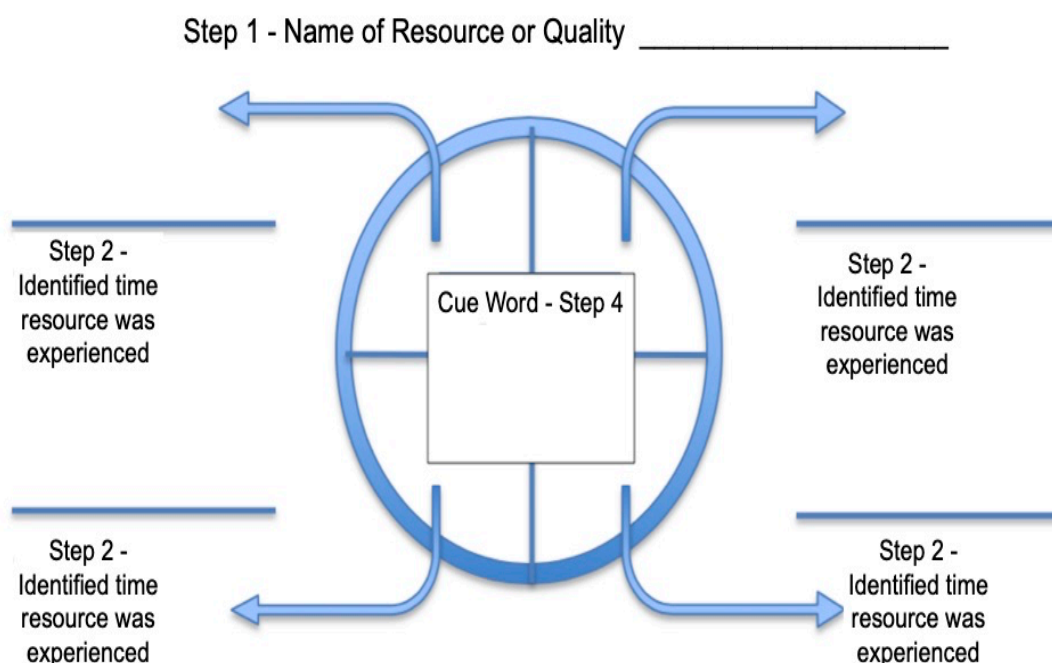 Step 1 - Name of Resource or Quality ____________________
Step 2 -
Identified time
resource was
experienced
Step 2 -
Identified time
resource was
experienced
Cue Word - Step 4
Step 2 -
Identified time
resource was
experienced
Step 2 -
Identified time
resource was
experienced